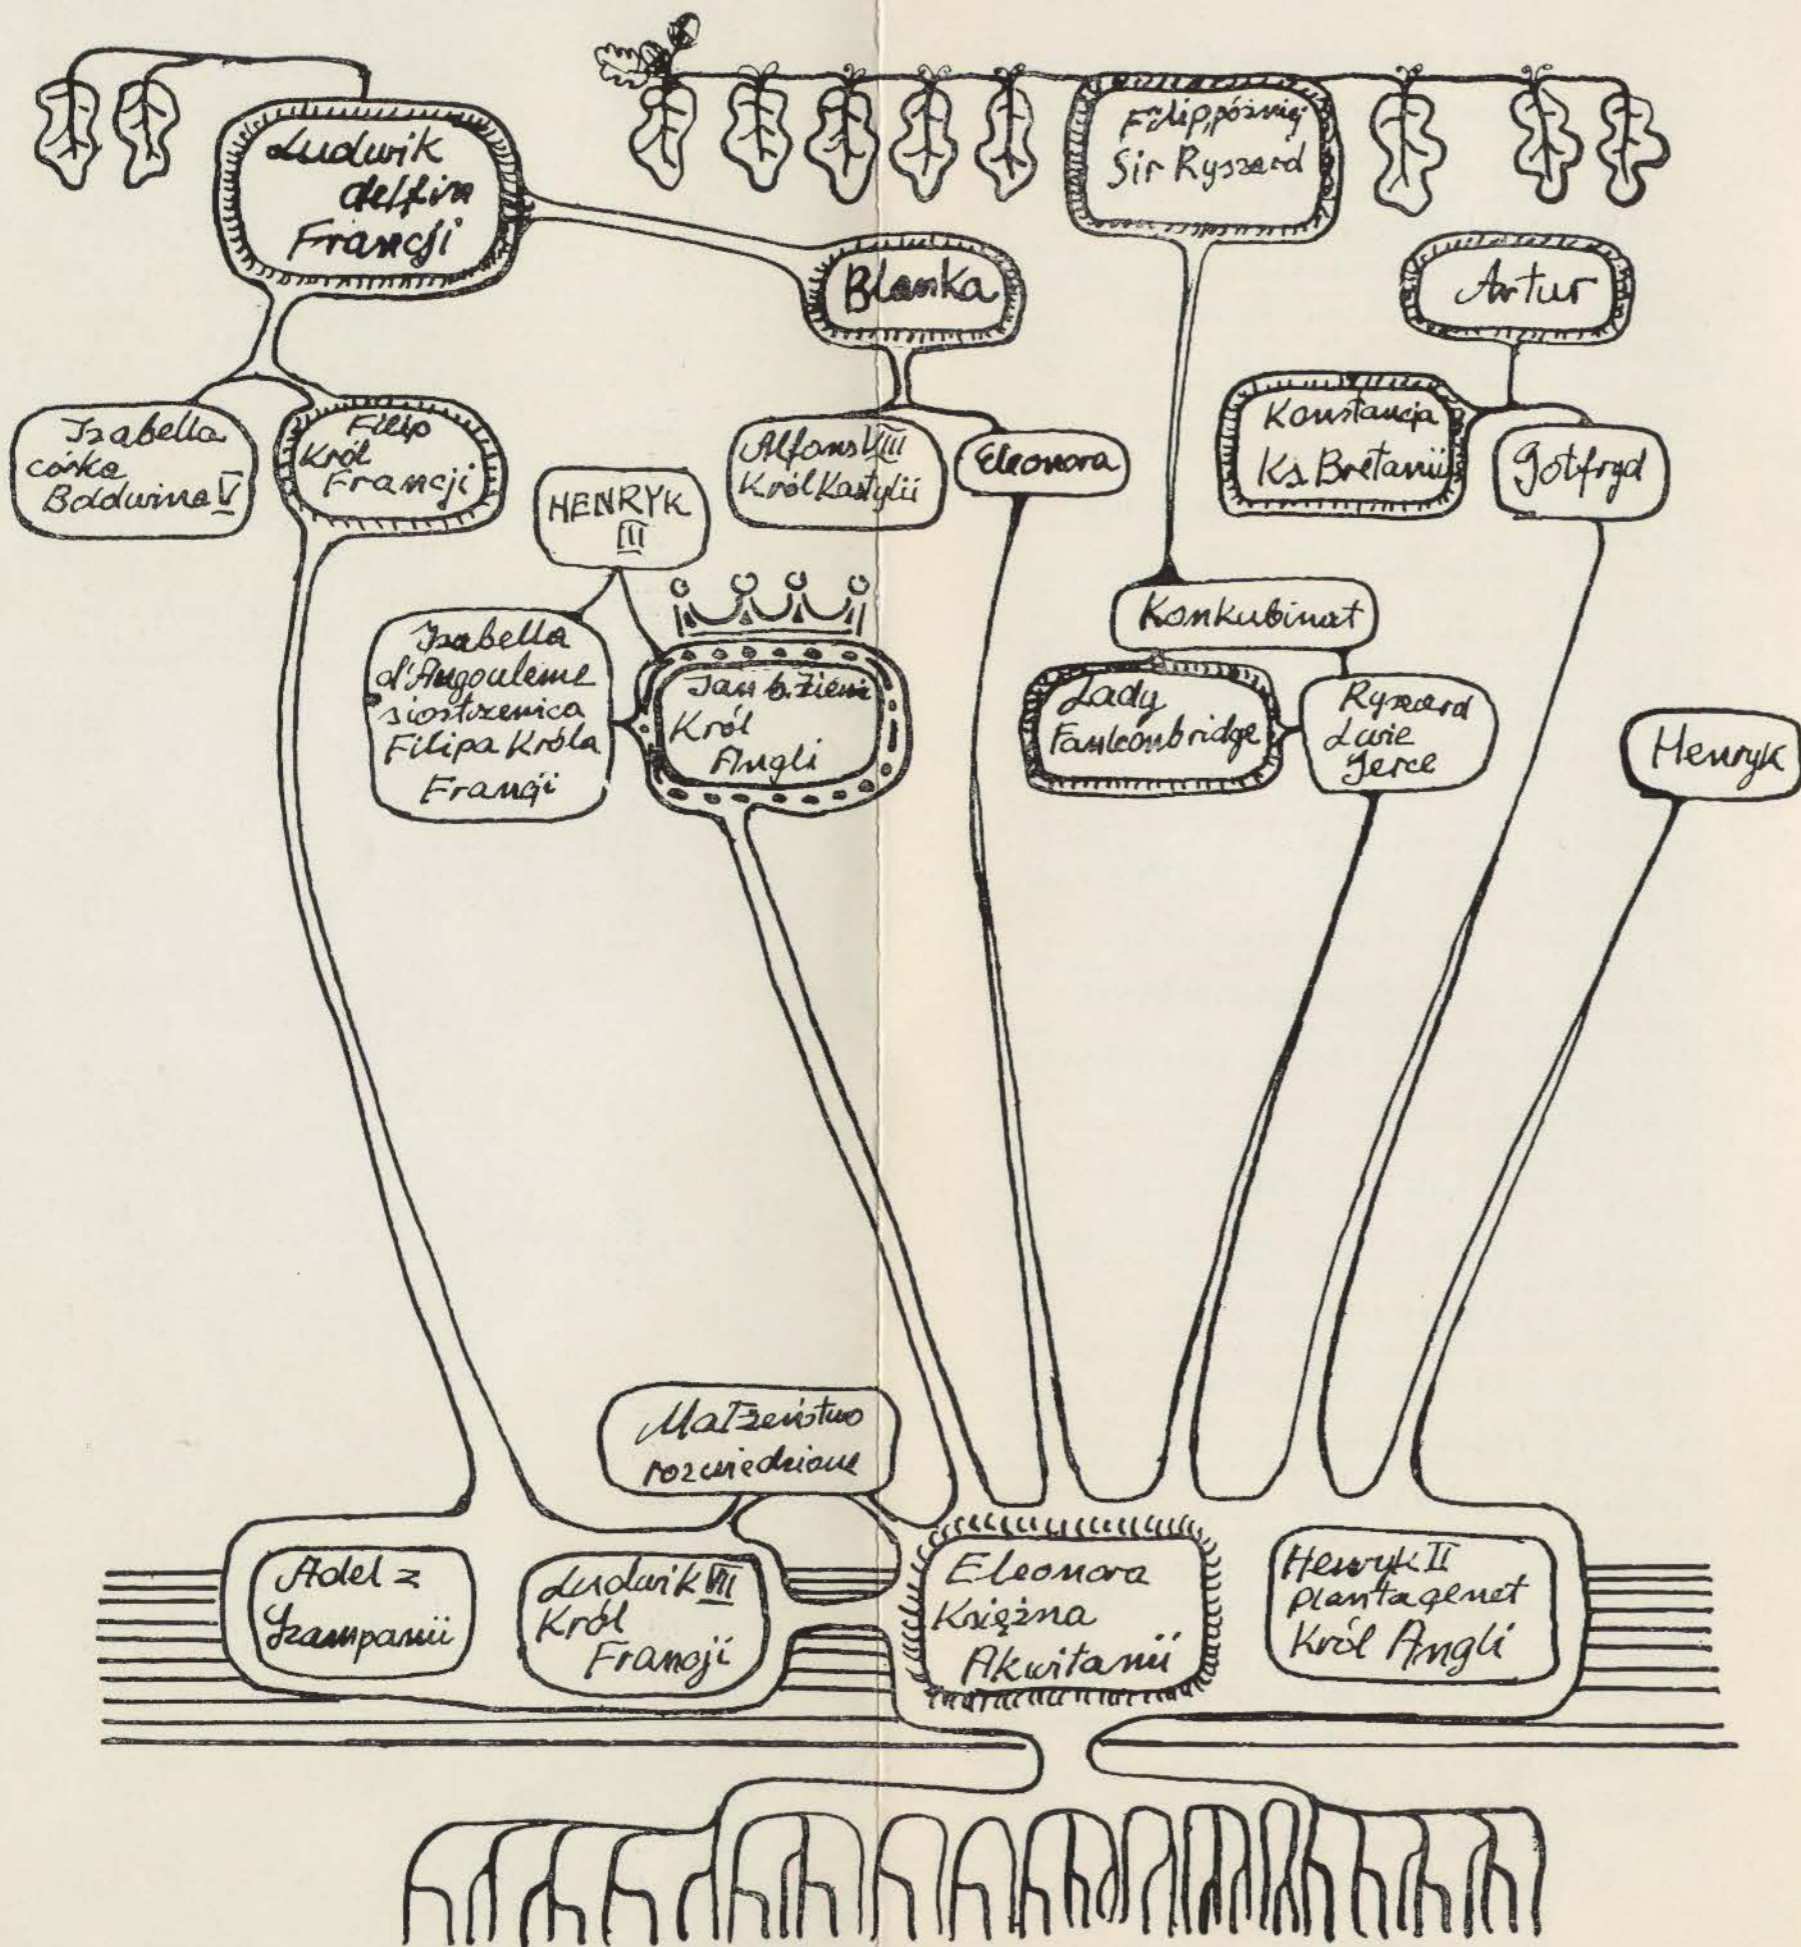 Ludwik
delfin
Francji
Filip, później
Sir Ryszard
Blanka
Artur
Izabella
córka
Baldwina V
Filip
Król
Francji
HENRYK
III
Alfons VIII
Król Kastylii
Eleonora
Konstancja
Ks. Bretanii
Gotfryd
Izabella
d'Angouleme
siostrzenica
Filipa Króla
Francji
Jan b. Ziemi
Król
Angli
Konkubinat
Lady
Faulconbridge
Ryszard
Lwie
Serce
Henryk
Małżeństwo
rozwiedzione
Adel z
Szampanii
Ludwik VII
Król
Francji
Eleonora
Księżna
Akwitanii
Henryk II
Plantagenet
Król Angli